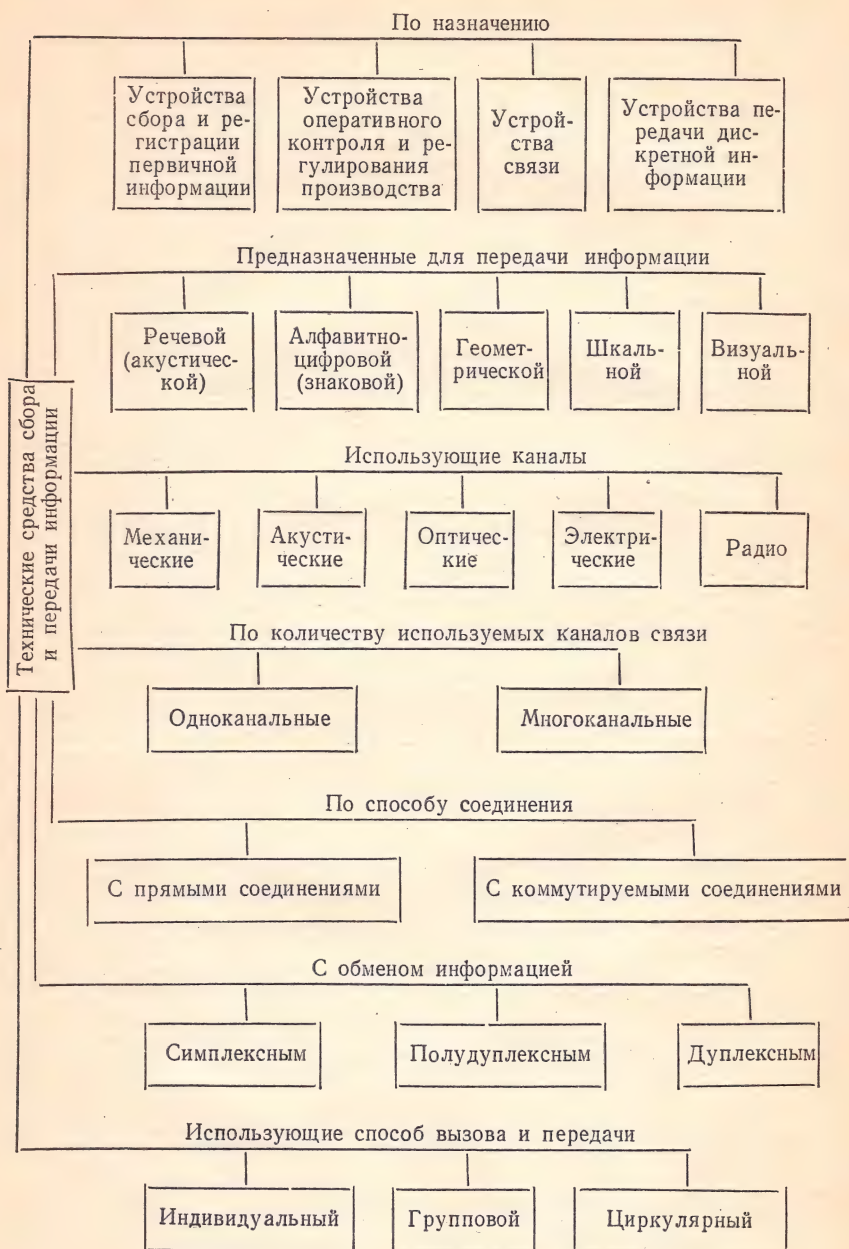 По назначению
Устройства
сбора и ре-
гистрации
первичной
информации
Устройства
оперативного
контроля и ре-
гулирования
производства
Устрой-
ства
связи
Устройства пе-
редачи дис-
кретной ин-
формации
Предназначенные для передачи информации
Речевой
(акустичес-
кой)
Алфавитно-
цифровой
(знаковой)
Геомет-
рической
Шкаль-
ной
Визуаль-
ной
Технические средства сбора
и передачи информации
Использующие каналы
Механи-
ческие
Акусти-
ческие
Оптичес-
кие
Электри-
ческие
Радио
По количеству используемых каналов связи
Одноканальные
Многоканальные
По способу соединения
С прямыми соединениями
С коммутируемыми соединениями
С обменом информацией
Симплексным
Полудуплексным
Дуплексным
Использующие способ вызова и передачи
Индивидуальный
Групповой
Циркулярный